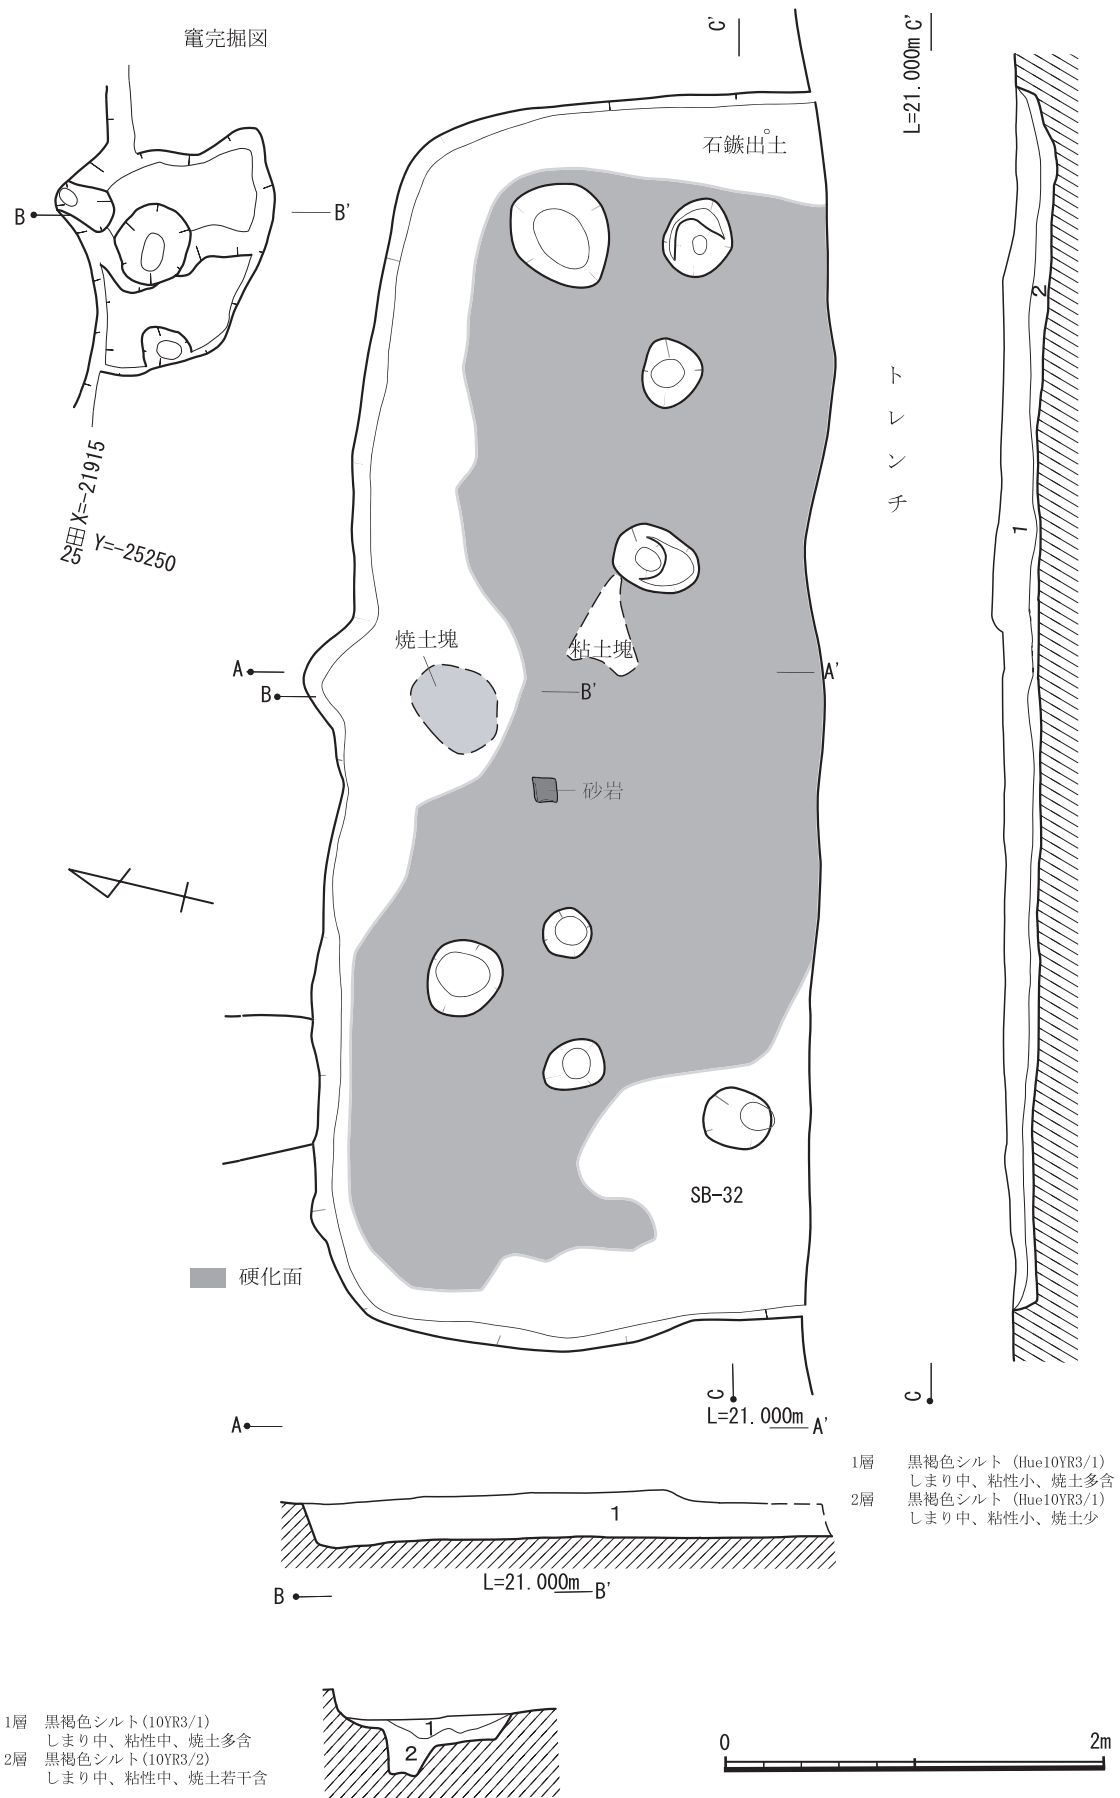 竃完掘図
C'
L=21.000m C'
石鏃出土
B
B'
2
トレンチ
X=-21915
田
25
Y=-25250
1
焼土塊
粘土塊
A
A'
B
B'
砂岩
SB-32
硬化面
C
C
L=21.000m
A
A'
1層 黒褐色シルト(Hue10YR3/1)
しまり中、粘性小、焼土多含
2層 黒褐色シルト(Hue10YR3/1)
しまり中、粘性小、焼土少
1
L=21.000m
B
B'
1層 黒褐色シルト(10YR3/1)
しまり中、粘性中、焼土多含
2層 黒褐色シルト(10YR3/2)
しまり中、粘性中、焼土若干含
1
2
0
2m